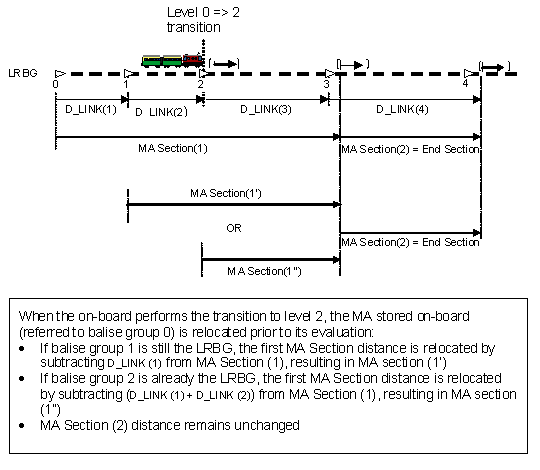 Level 0 => 2
transition
LRBG
0 1 2 3 4
D_LINK(1) D_LINK(2) D_LINK(3) D_LINK(4)
MA Section(1) MA Section(2) = End Section
MA Section(1')
OR
MA Section(2) = End Section
MA Section(1")
When the on-board performs the transition to level 2, the MA stored on-board
(referred to balise group 0) is relocated prior to its evaluation:
• If balise group 1 is still the LRBG, the first MA Section distance is relocated by
subtracting D_LINK (1) from MA Section (1), resulting in MA section (1')
• If balise group 2 is already the LRBG, the first MA Section distance is relocated
by subtracting (D_LINK (1) + D_LINK (2)) from MA Section (1), resulting in MA section
(1")
• MA Section (2) distance remains unchanged